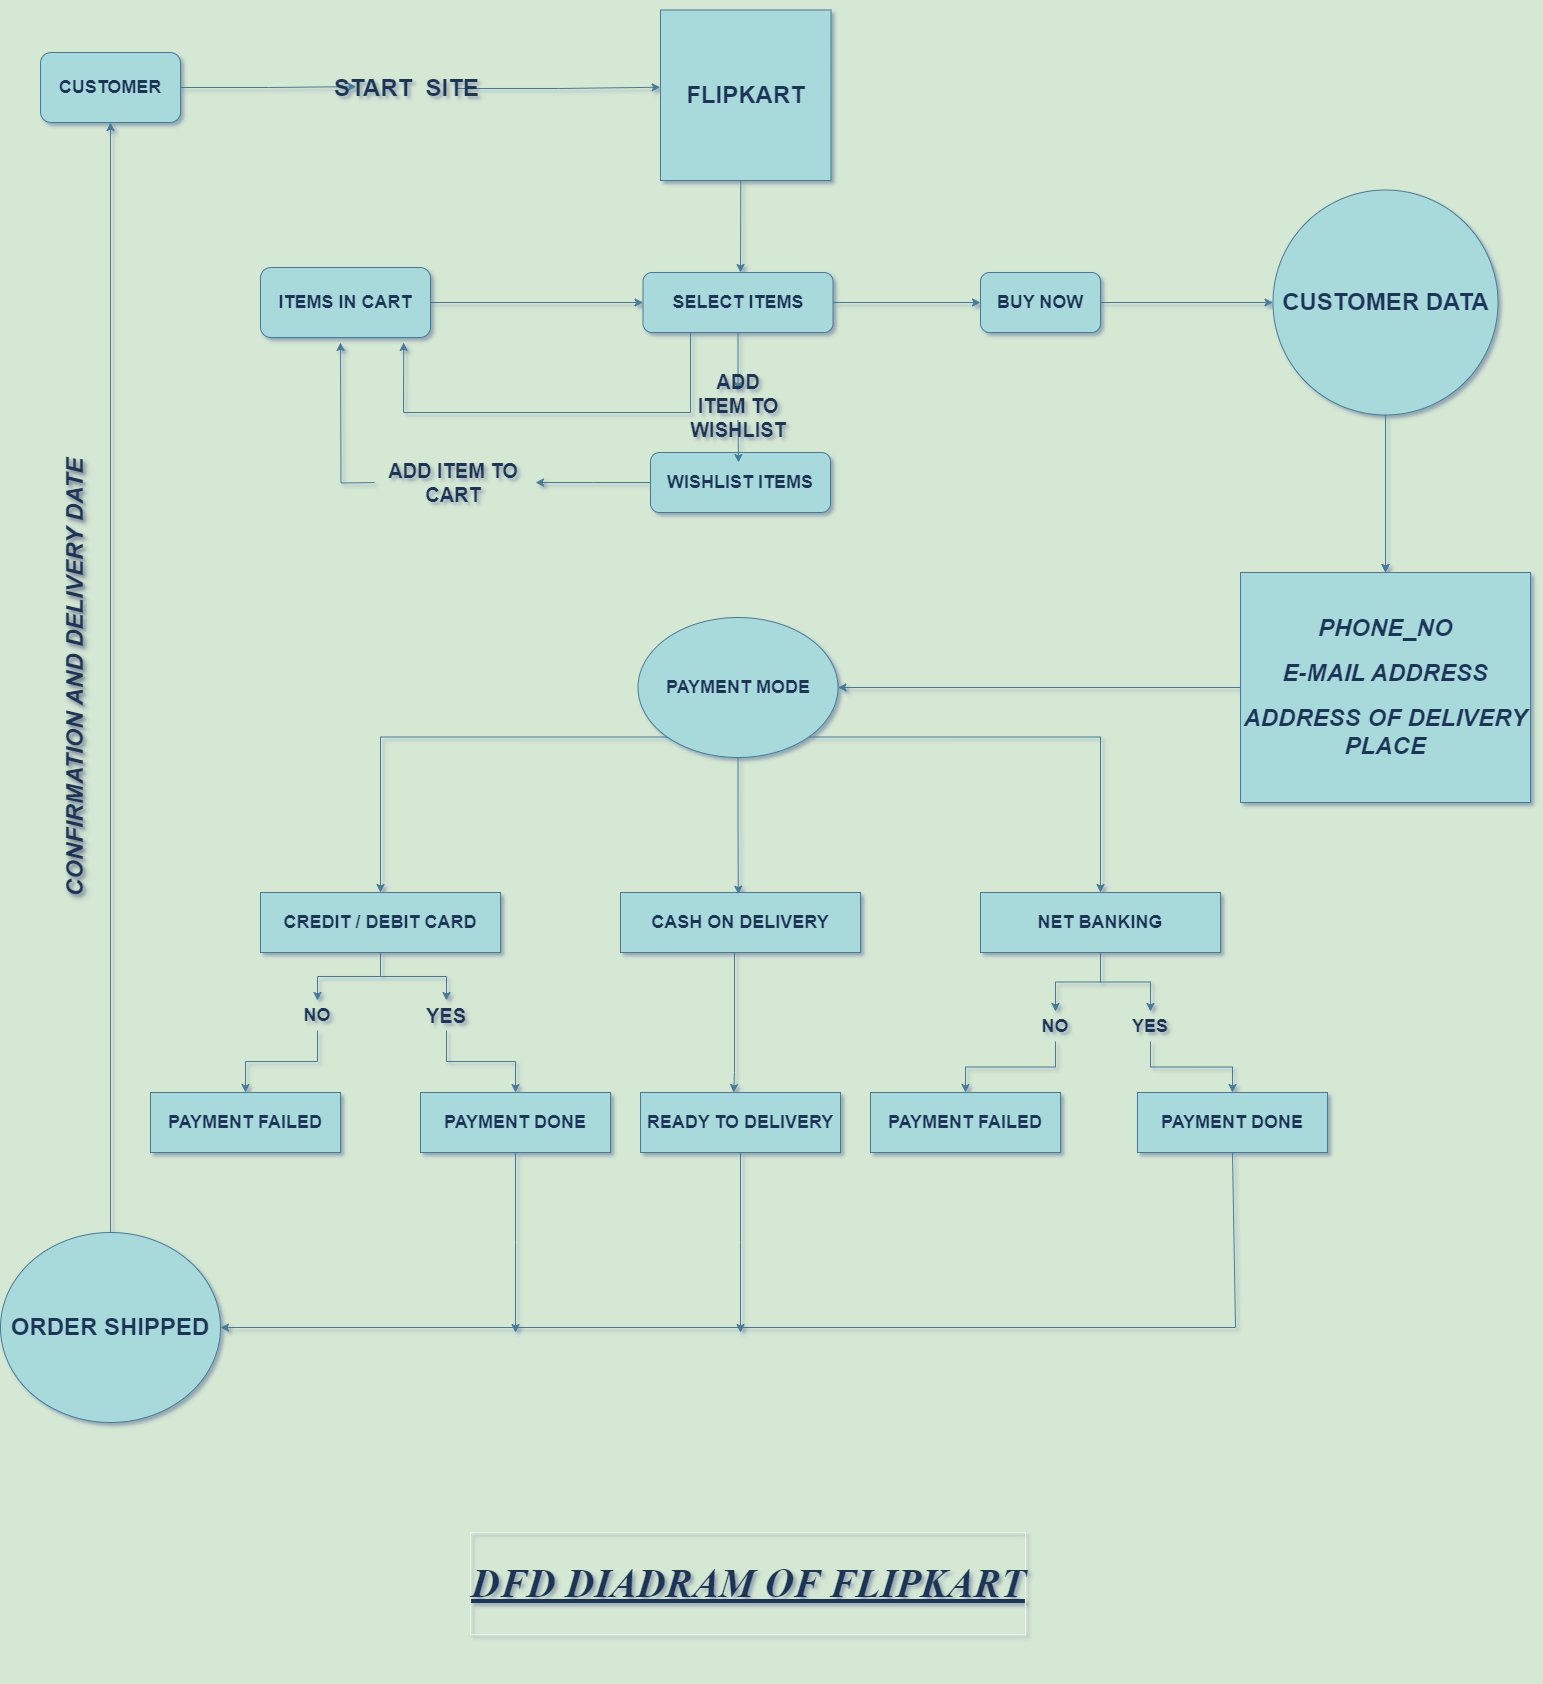 CUSTOMER
START  SITE
FLIPKART
ITEMS IN CART
SELECT ITEMS
BUY NOW
CUSTOMER DATA
ADD
ITEM TO
WISHLIST
ADD ITEM TO
CART
WISHLIST ITEMS
CONFIRMATION AND DELIVERY DATE
PHONE_NO
E-MAIL ADDRESS
ADDRESS OF DELIVERY
PLACE
PAYMENT MODE
CREDIT / DEBIT CARD
CASH ON DELIVERY
NET BANKING
NO
YES
NO
YES
PAYMENT FAILED
PAYMENT DONE
READY TO DELIVERY
PAYMENT FAILED
PAYMENT DONE
ORDER SHIPPED
DFD DIADRAM OF FLIPKART